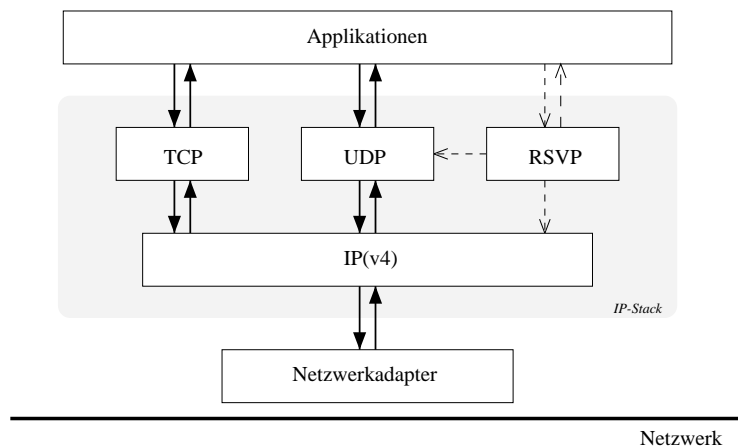 Applikationen
TCP
UDP
RSVP
IP(v4)
IP-Stack
Netzwerkadapter
Netzwerk